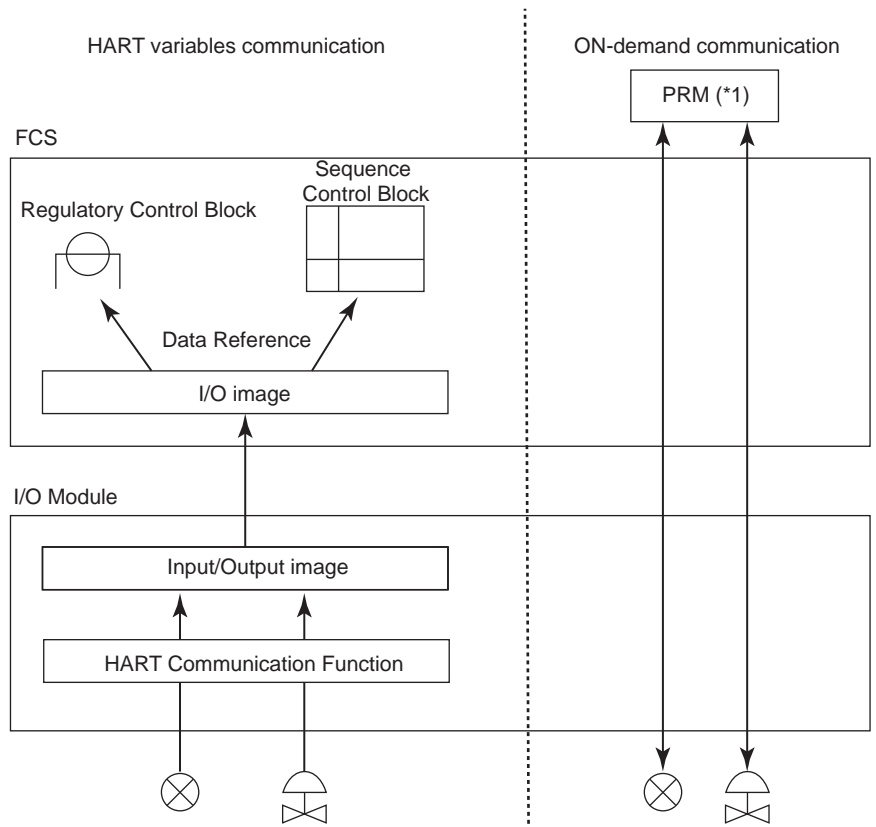 HART variables communication
ON-demand communication
PRM (*1)
FCS
Sequence
Control Block
Regulatory Control Block
Data Reference
I/O image
I/O Module
Input/Output image
HART Communication Function